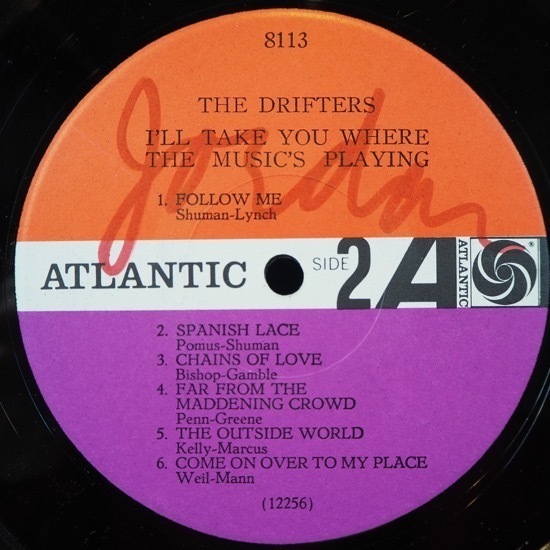 8113
THE DRIFTERS
I'LL TAKE YOU WHERE
THE MUSIC'S PLAYING
Jordan
1. FOLLOW ME
Shuman-Lynch
ATLANTIC
SIDE 2
A
ATLANTIC
®
2. SPANISH LACE
Pomus-Shuman
3. CHAINS OF LOVE
Bishop-Gamble
4. FAR FROM THE
MADDENING CROWD
Penn-Greene
5. THE OUTSIDE WORLD
Kelly-Marcus
6. COME ON OVER TO MY PLACE
Weil-Mann
(12256)